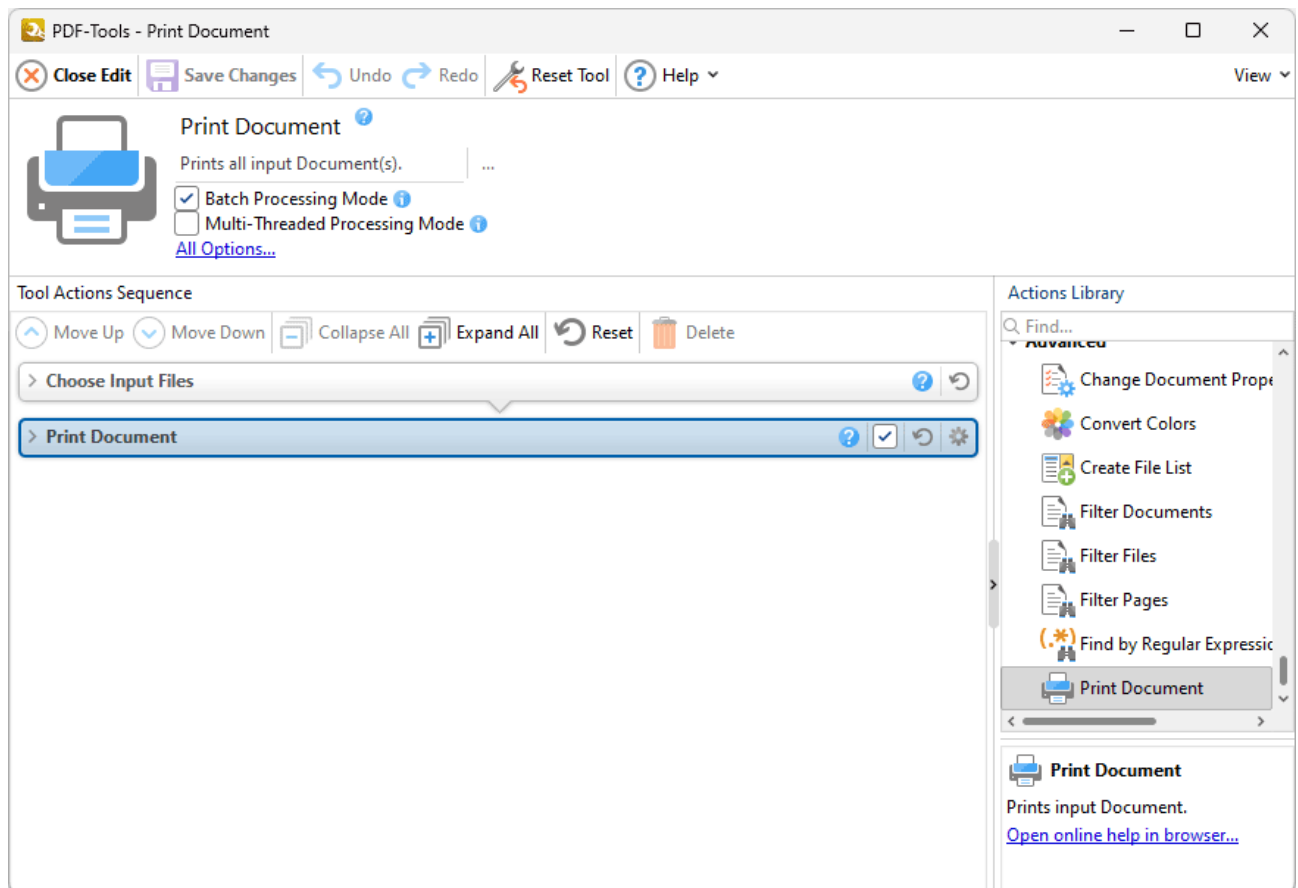 PDF-Tools - Print Document
Close Edit Save Changes Undo Redo Reset Tool ? Help View
Print Document ?
Prints all input Document(s). ...
Batch Processing Mode i
Multi-Threaded Processing Mode i
All Options...
Tool Actions Sequence
Move Up Move Down Collapse All Expand All Reset Delete
Choose Input Files ?
Print Document ?
Actions Library
Find...
Advanced
Change Document Prope
Convert Colors
Create File List
Filter Documents
Filter Files
Filter Pages
(.*) Find by Regular Expressic
Print Document
Print Document
Prints input Document.
Open online help in browser...